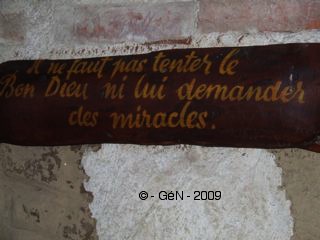 Il ne faut pas tenter le
Bon Dieu ni lui demander
des miracles.
© - GéN - 2009